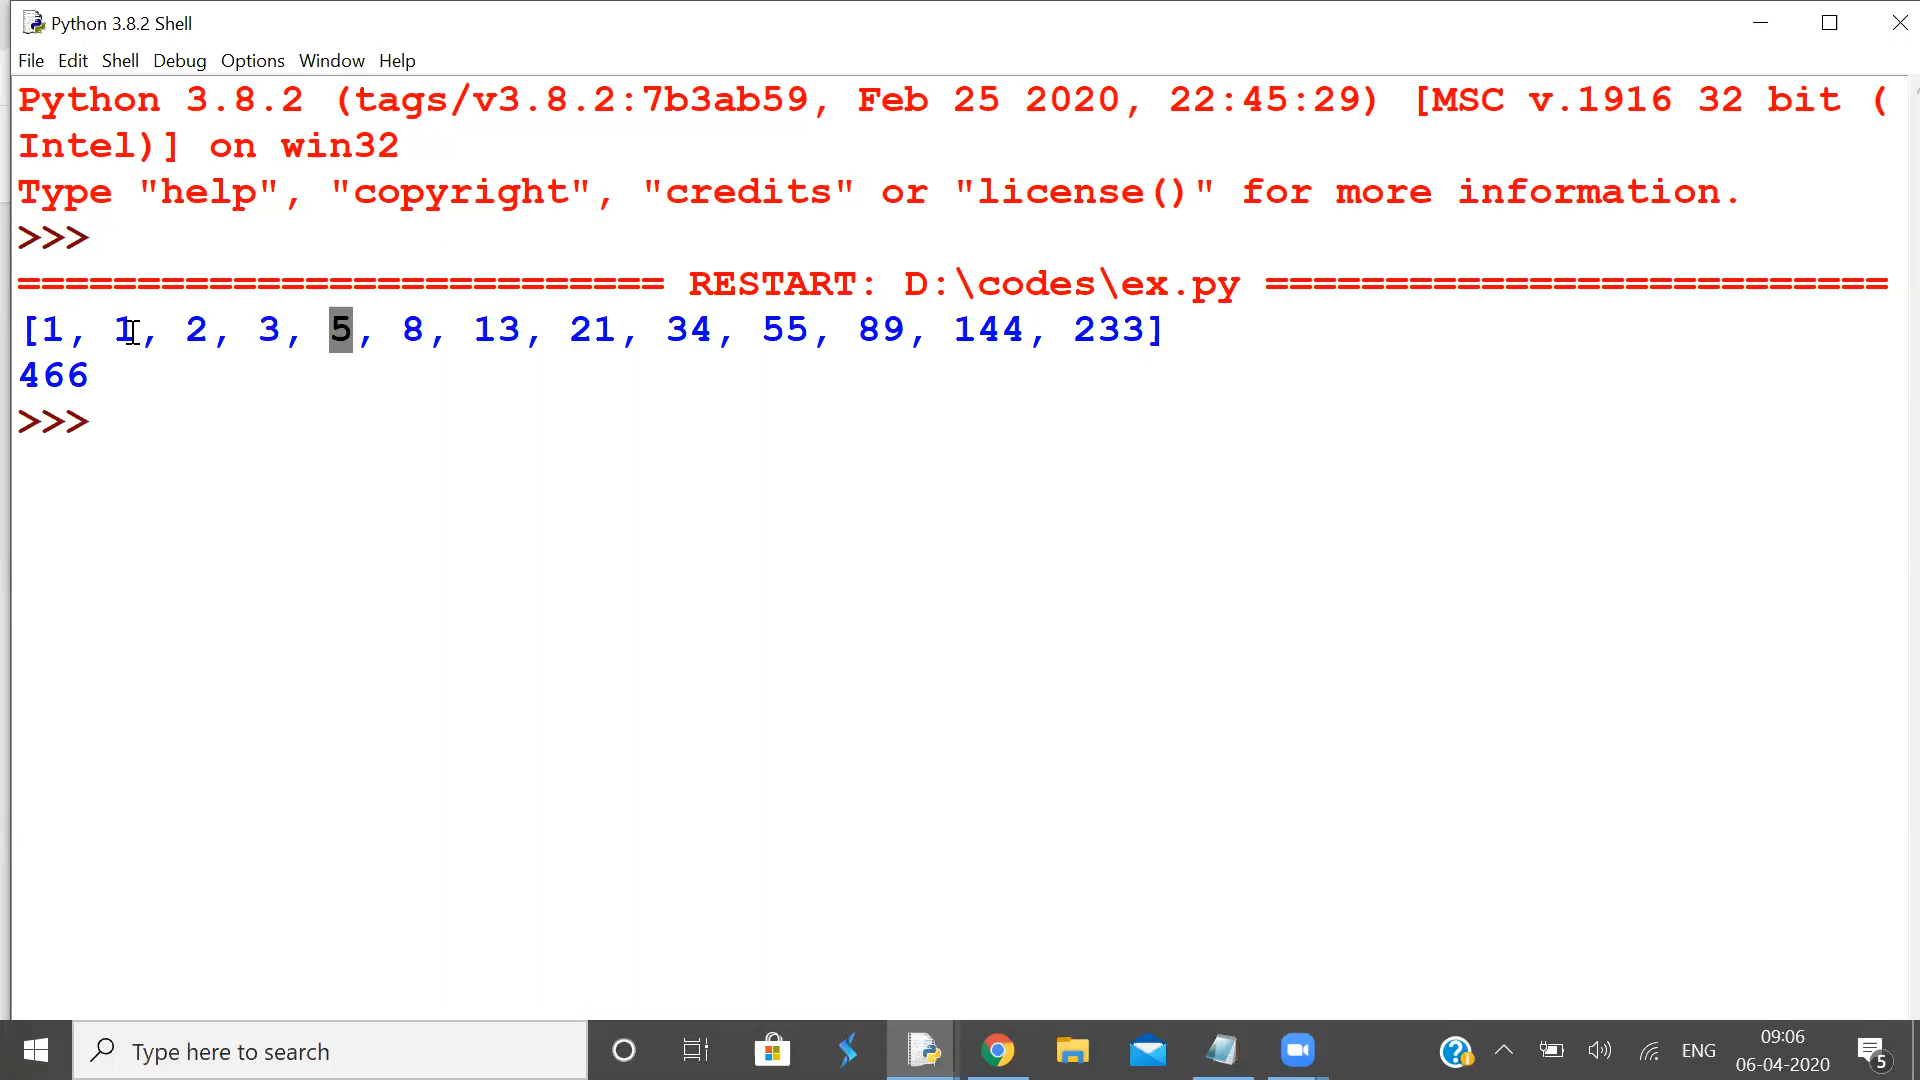 Python 3.8.2 Shell
File Edit Shell Debug Options Window Help
Python 3.8.2 (tags/v3.8.2:7b3ab59, Feb 25 2020, 22:45:29) [MSC v.1916 32 bit (
Intel)] on win32
Type "help", "copyright", "credits" or "license()" for more information.
>>>
=========================== RESTART: D:\codes\ex.py ==========================
[1, 1, 2, 3, 5, 8, 13, 21, 34, 55, 89, 144, 233]
466
>>>
Type here to search
ENG
09:06
06-04-2020
5